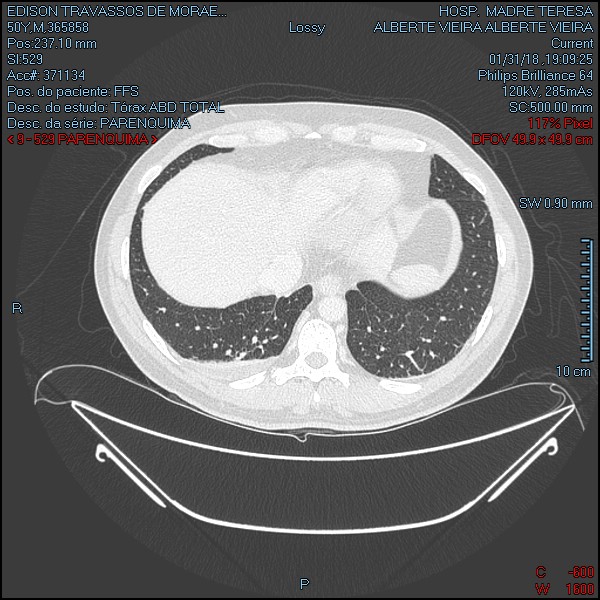 EDISON TRAVASSOS DE MORAE...
50Y,M,365858
Pos:237.10 mm
SI:529
Acc#: 371134
Pos. do paciente: FFS
Desc. do estudo: Tórax ABD TOTAL
Desc. da série: PARENQUIMA
< 9 - 529 PARENQUIMA >
Lossy
HOSP. MADRE TERESA
ALBERTE VIEIRA ALBERTE VIEIRA
Current
01/31/18 ,19:09:25
Philips Brilliance 64
120kV, 285mAs
SC:500.00 mm
117% Pixel
DFOV 49.9 x 49.9 cm
SW 0.90 mm
R
10 cm
P
C -600
W 1600